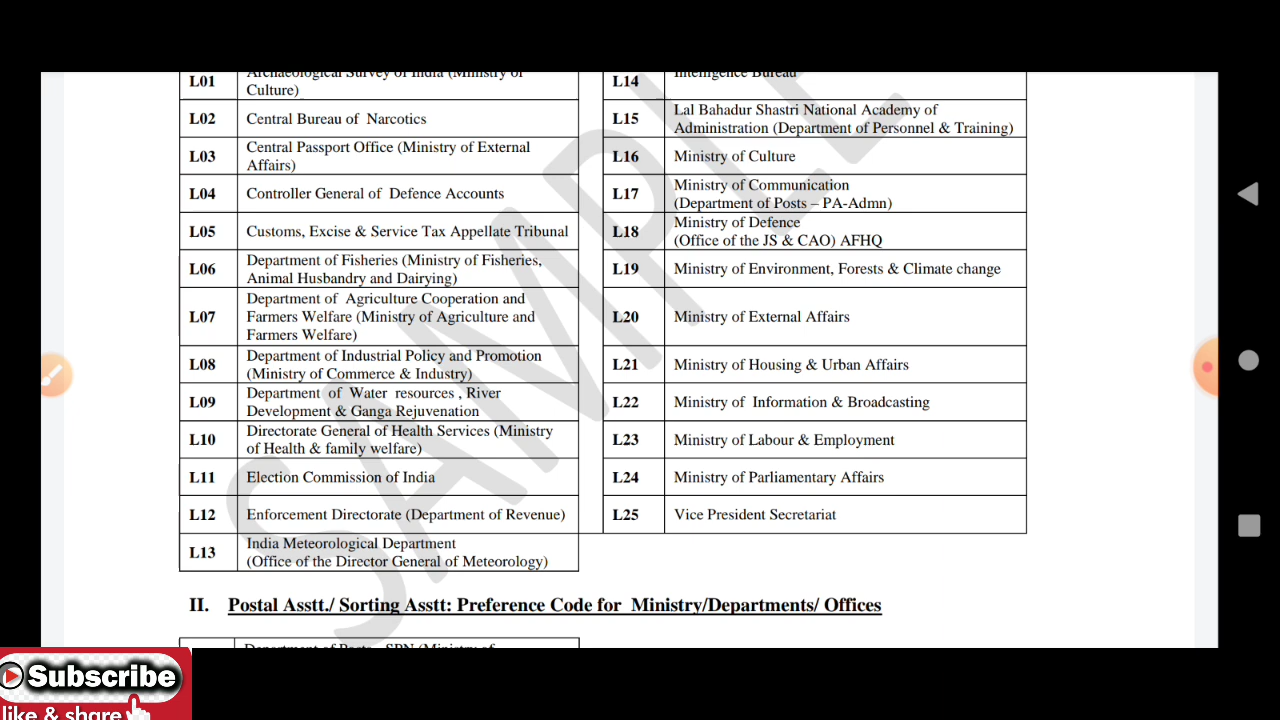 L01 Archaeological Survey of India (Ministry of
Culture)
L02 Central Bureau of Narcotics
L03 Central Passport Office (Ministry of External
Affairs)
L04 Controller General of Defence Accounts
L05 Customs, Excise & Service Tax Appellate Tribunal
L06 Department of Fisheries (Ministry of Fisheries,
Animal Husbandry and Dairying)
L07 Department of Agriculture Cooperation and
Farmers Welfare (Ministry of Agriculture and
Farmers Welfare)
L08 Department of Industrial Policy and Promotion
(Ministry of Commerce & Industry)
L09 Department of Water resources , River
Development & Ganga Rejuvenation
L10 Directorate General of Health Services (Ministry
of Health & family welfare)
L11 Election Commission of India
L12 Enforcement Directorate (Department of Revenue)
L13 India Meteorological Department
(Office of the Director General of Meteorology)
L14 Intelligence Bureau
L15 Lal Bahadur Shastri National Academy of
Administration (Department of Personnel & Training)
L16 Ministry of Culture
L17 Ministry of Communication
(Department of Posts – PA-Admn)
L18 Ministry of Defence
(Office of the JS & CAO) AFHQ
L19 Ministry of Environment, Forests & Climate change
L20 Ministry of External Affairs
L21 Ministry of Housing & Urban Affairs
L22 Ministry of Information & Broadcasting
L23 Ministry of Labour & Employment
L24 Ministry of Parliamentary Affairs
L25 Vice President Secretariat
SAMPLE
II. Postal Asstt./ Sorting Asstt: Preference Code for Ministry/Departments/ Offices
Department of Posts – SBN (Ministry of
Subscribe
like & share